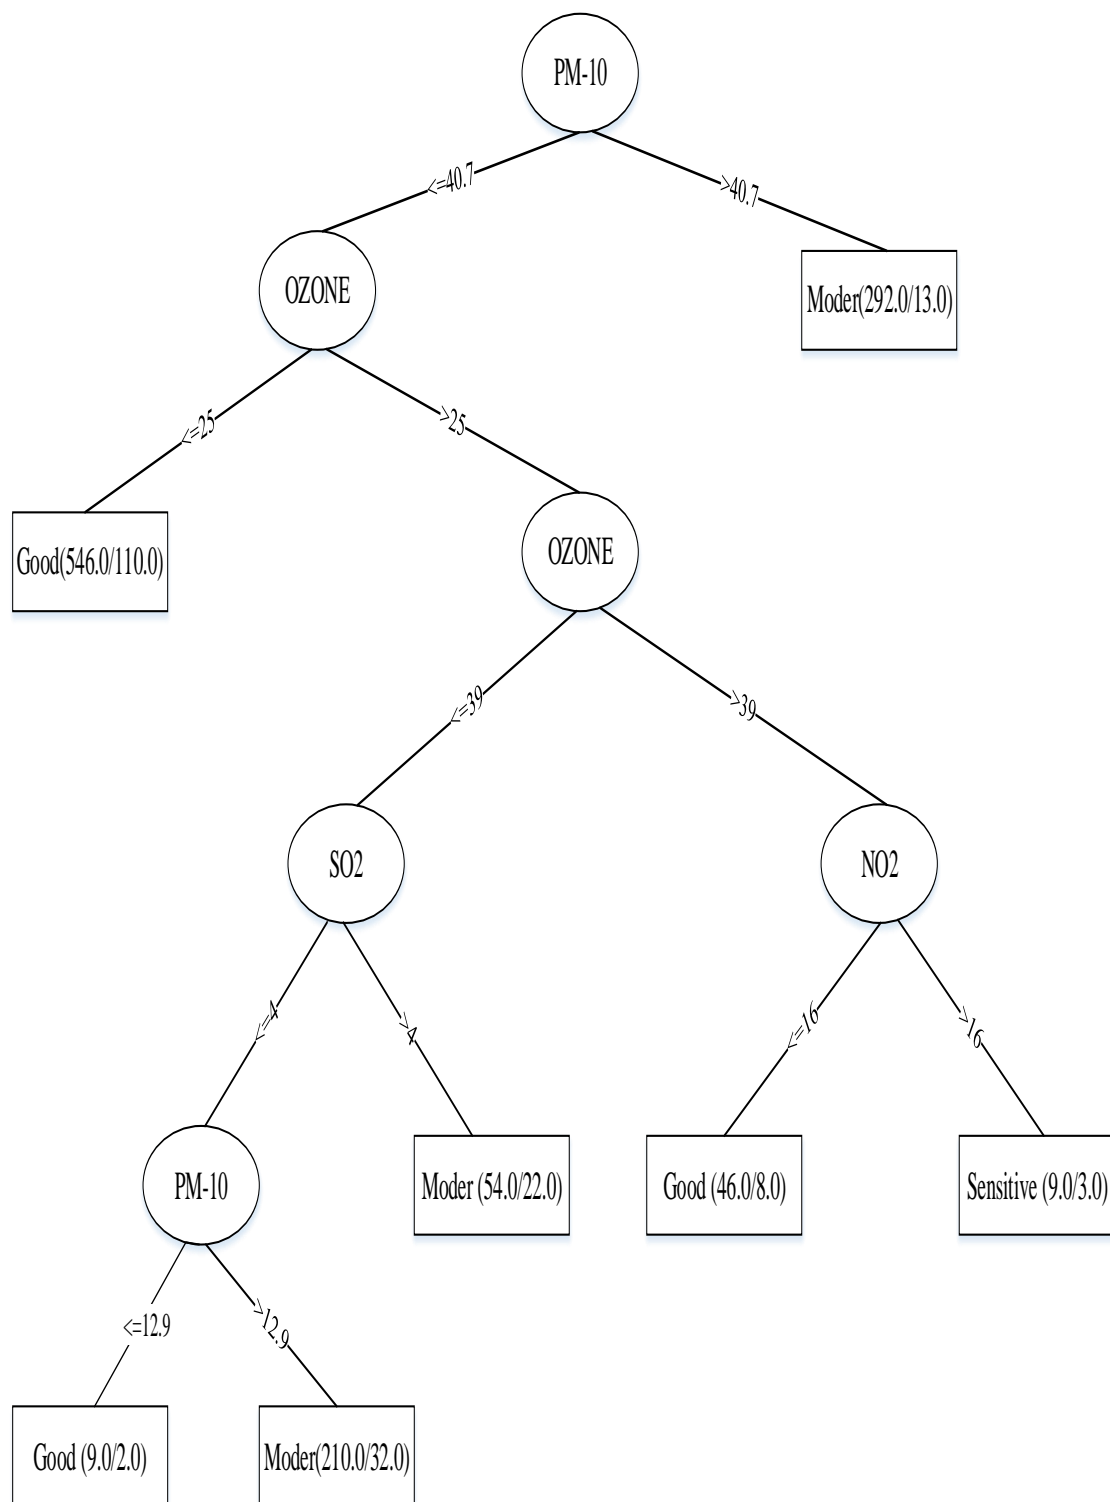 PM-10
<=40.7
>40.7
OZONE
Moder(292.0/13.0)
<=25
>25
Good(546.0/110.0)
OZONE
<=39
>39
SO2
NO2
<=4
>4
<=16
>16
PM-10
Moder (54.0/22.0)
Good (46.0/8.0)
Sensitive (9.0/3.0)
<=12.9
>12.9
Good (9.0/2.0)
Moder(210.0/32.0)